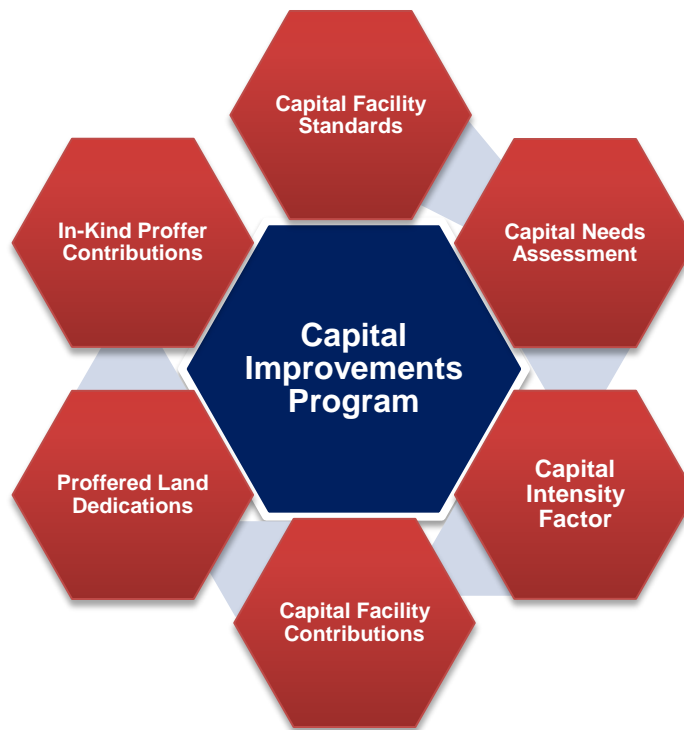 Capital Facility
Standards
In-Kind Proffer
Contributions
Capital Needs
Assessment
Capital
Improvements
Program
Proffered Land
Dedications
Capital
Intensity
Factor
Capital Facility
Contributions